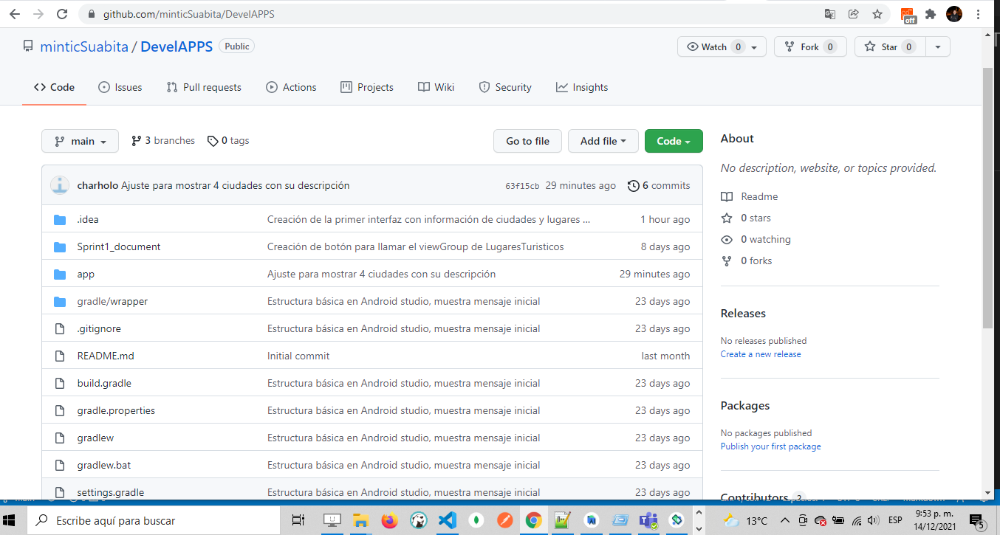 github.com/minticSuabita/DevelAPPS
off
minticSuabita / DevelAPPS Public
Watch 0
Fork 0
Star 0
Code
Issues
Pull requests
Actions
Projects
Wiki
Security
Insights
main
3 branches
0 tags
Go to file
Add file
Code
charholo Ajuste para mostrar 4 ciudades con su descripción 63f15cb 29 minutes ago 6 commits
.idea Creación de la primer interfaz con información de ciudades y lugares ... 1 hour ago
Sprint1_document Creación de botón para llamar el viewGroup de LugaresTuristicos 8 days ago
app Ajuste para mostrar 4 ciudades con su descripción 29 minutes ago
gradle/wrapper Estructura básica en Android studio, muestra mensaje inicial 23 days ago
.gitignore Estructura básica en Android studio, muestra mensaje inicial 23 days ago
README.md Initial commit last month
build.gradle Estructura básica en Android studio, muestra mensaje inicial 23 days ago
gradle.properties Estructura básica en Android studio, muestra mensaje inicial 23 days ago
gradlew Estructura básica en Android studio, muestra mensaje inicial 23 days ago
gradlew.bat Estructura básica en Android studio, muestra mensaje inicial 23 days ago
settings.gradle Estructura básica en Android studio, muestra mensaje inicial 23 days ago
About
No description, website, or topics provided.
Readme
0 stars
0 watching
0 forks
Releases
No releases published
Create a new release
Packages
No packages published
Publish your first package
Contributors 2
Escribe aquí para buscar
13°C
ESP
9:53 p. m.
14/12/2021
5